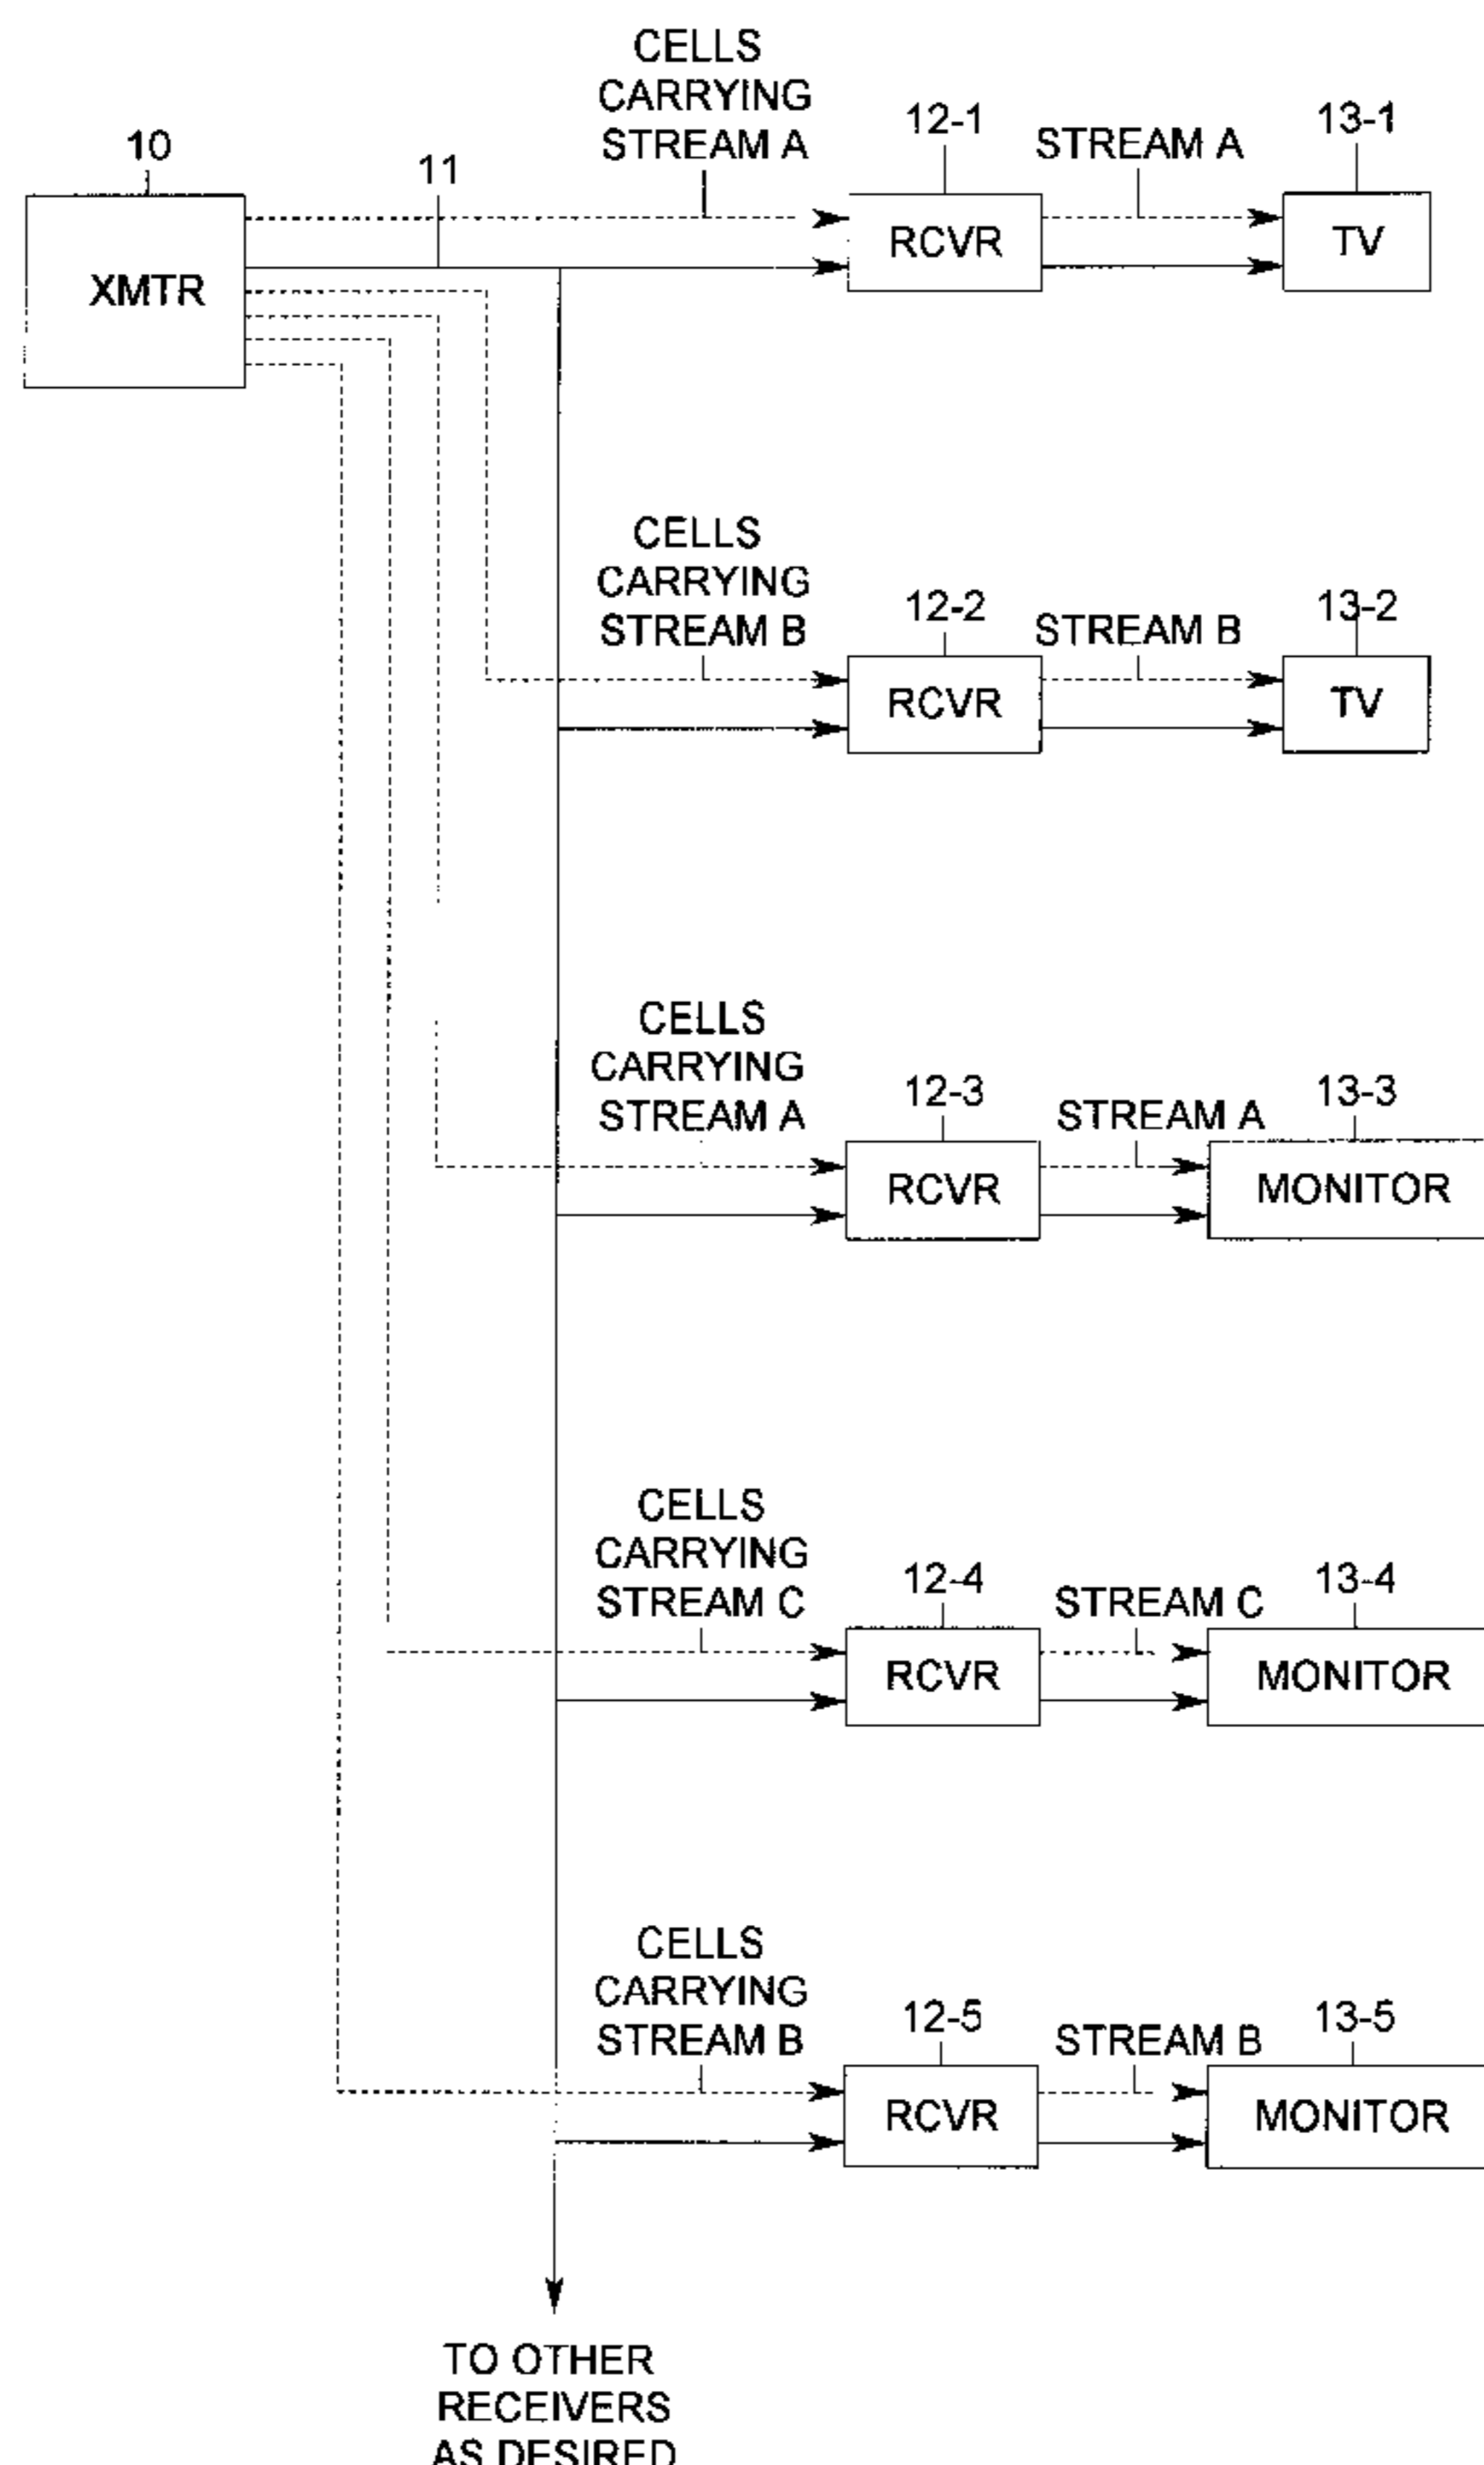 CELLS
CARRYING
STREAM A
10
11
12-1
STREAM A
13-1
XMTR
RCVR
TV
CELLS
CARRYING
STREAM B
12-2
STREAM B
13-2
RCVR
TV
CELLS
CARRYING
STREAM A
12-3
STREAM A
13-3
RCVR
MONITOR
CELLS
CARRYING
STREAM C
12-4
STREAM C
13-4
RCVR
MONITOR
CELLS
CARRYING
STREAM B
12-5
STREAM B
13-5
RCVR
MONITOR
TO OTHER
RECEIVERS
AS DESIRED